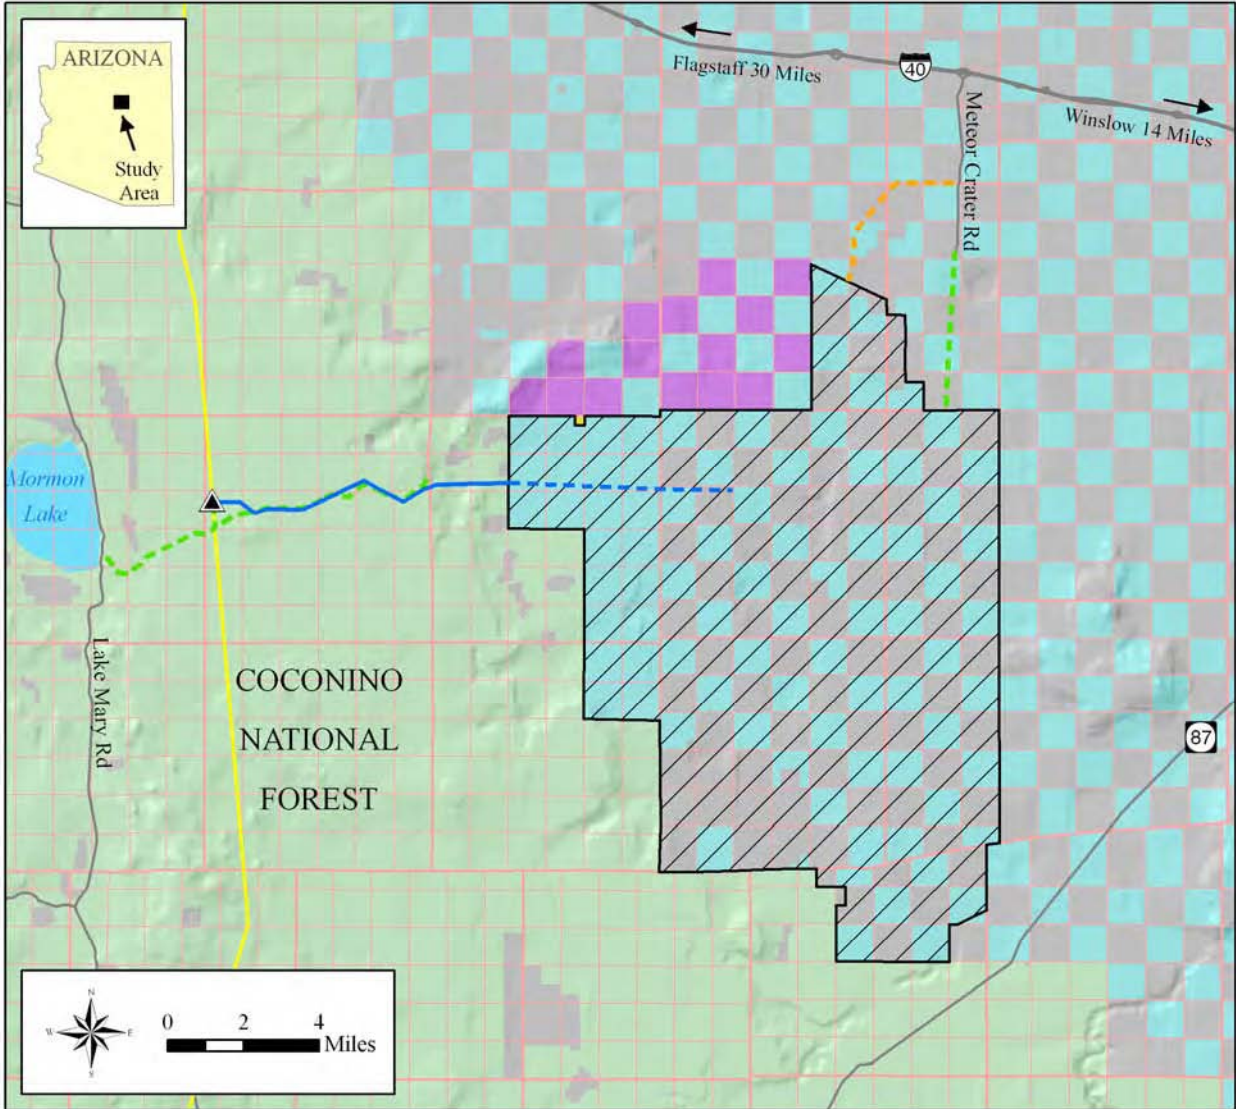 ARIZONA
Study
Area
Flagstaff 30 Miles
40
Winslow 14 Miles
Meteor Crater Rd
Mormon
Lake
Lake Mary Rd
COCONINO
NATIONAL
FOREST
87
N
W
E
S
0 2 4
Miles